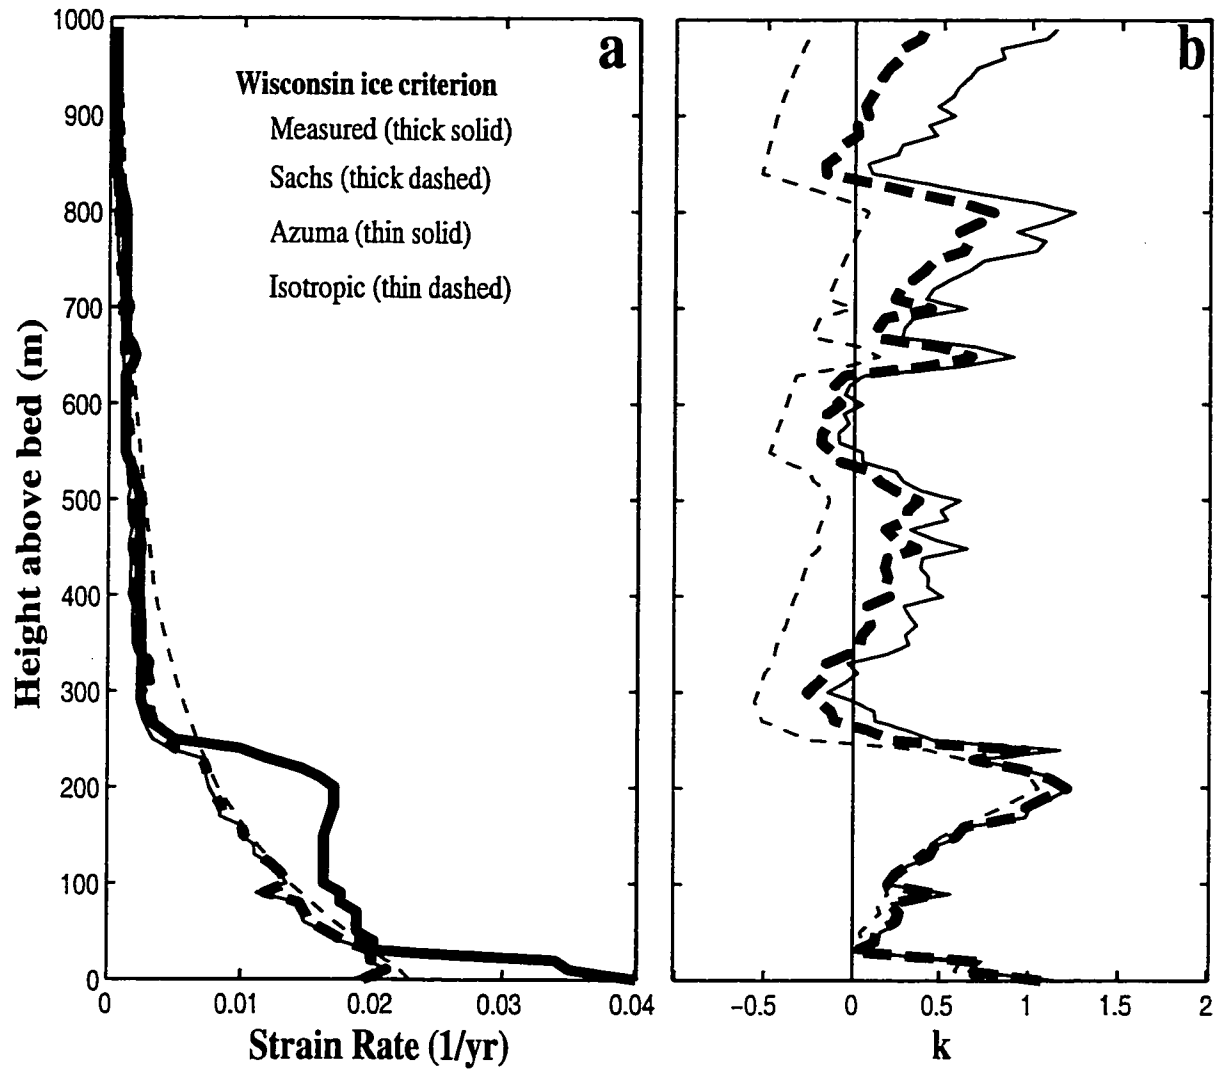 1000
900
800
700
600
500
400
300
200
100
0
Height above bed (m)
a
Wisconsin ice criterion
Measured (thick solid)
Sachs (thick dashed)
Azuma (thin solid)
Isotropic (thin dashed)
0
0.01
0.02
0.03
0.04
Strain Rate (1/yr)
b
−0.5
0
0.5
1
1.5
2
k